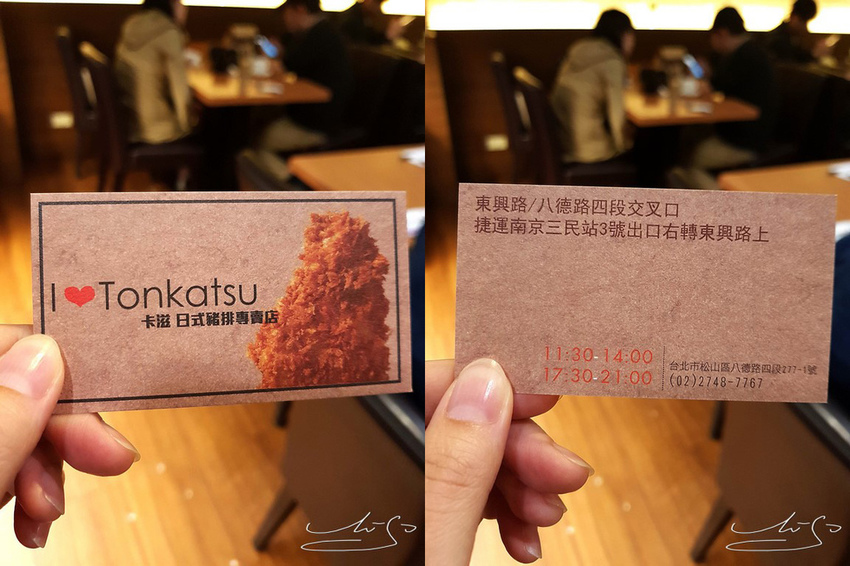 I ❤ Tonkatsu
卡滋 日式豬排專賣店
東興路/八德路四段交叉口
捷運南京三民站3號出口右轉東興路上
11:30-14:00
17:30-21:00
台北市松山區八德路四段277-1號
(02)2748-7767